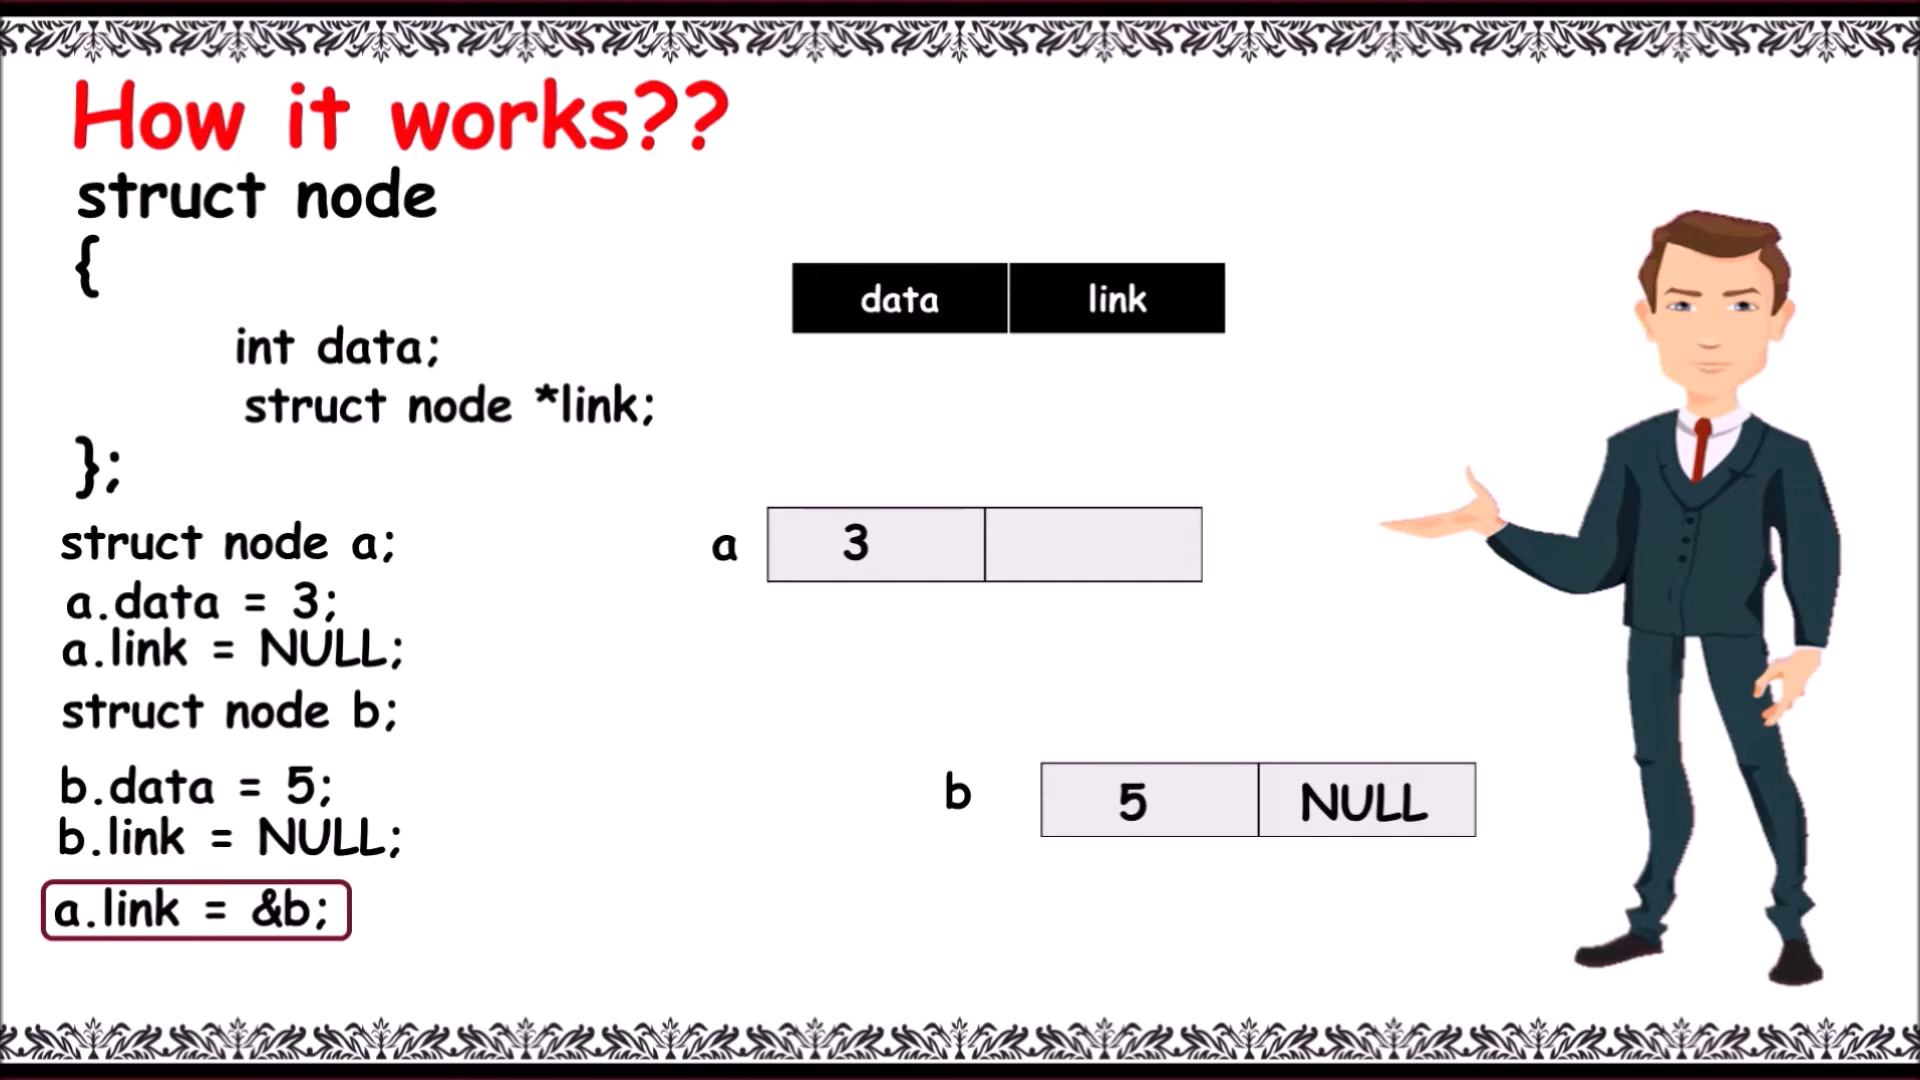 How it works??
struct node
{
int data;
struct node *link;
};
struct node a;
a.data = 3;
a.link = NULL;
struct node b;
b.data = 5;
b.link = NULL;
a.link = &b;
data link
a 3
b 5 NULL